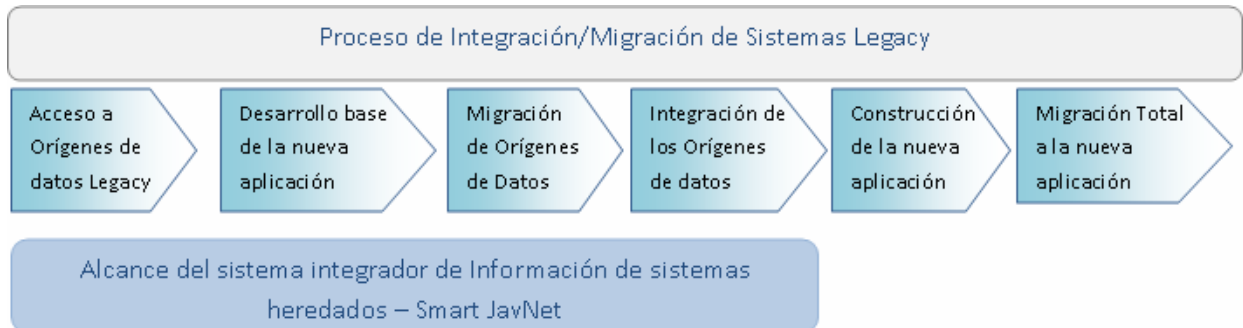 Proceso de Integración/Migración de Sistemas Legacy
Acceso a
Orígenes de
datos Legacy
Desarrollo base
de la nueva
aplicación
Migración
de Orígenes
de Datos
Integración de
los Orígenes
de datos
Construcción
de la nueva
aplicación
Migración Total
a la nueva
aplicación
Alcance del sistema integrador de Información de sistemas
heredados – Smart JavNet